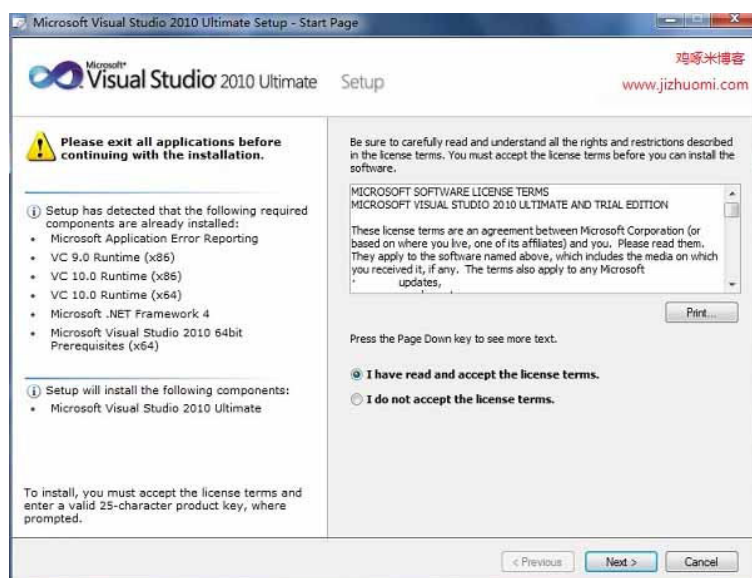 Microsoft Visual Studio 2010 Ultimate Setup - Start Page
Microsoft®
Visual Studio® 2010 Ultimate
Setup
鸡啄米博客
www.jizhuomi.com
Please exit all applications before
continuing with the installation.
Setup has detected that the following required
components are already installed:
• Microsoft Application Error Reporting
• VC 9.0 Runtime (x86)
• VC 10.0 Runtime (x86)
• VC 10.0 Runtime (x64)
• Microsoft .NET Framework 4
• Microsoft Visual Studio 2010 64bit
Prerequisites (x64)
Setup will install the following components:
• Microsoft Visual Studio 2010 Ultimate
To install, you must accept the license terms and
enter a valid 25-character product key, where
prompted.
Be sure to carefully read and understand all the rights and restrictions described
in the license terms. You must accept the license terms before you can install the
software.
MICROSOFT SOFTWARE LICENSE TERMS
MICROSOFT VISUAL STUDIO 2010 ULTIMATE AND TRIAL EDITION
These license terms are an agreement between Microsoft Corporation (or
based on where you live, one of its affiliates) and you. Please read them.
They apply to the software named above, which includes the media on which
you received it, if any. The terms also apply to any Microsoft
· updates,
Print...
Press the Page Down key to see more text.
I have read and accept the license terms.
I do not accept the license terms.
< Previous
Next >
Cancel